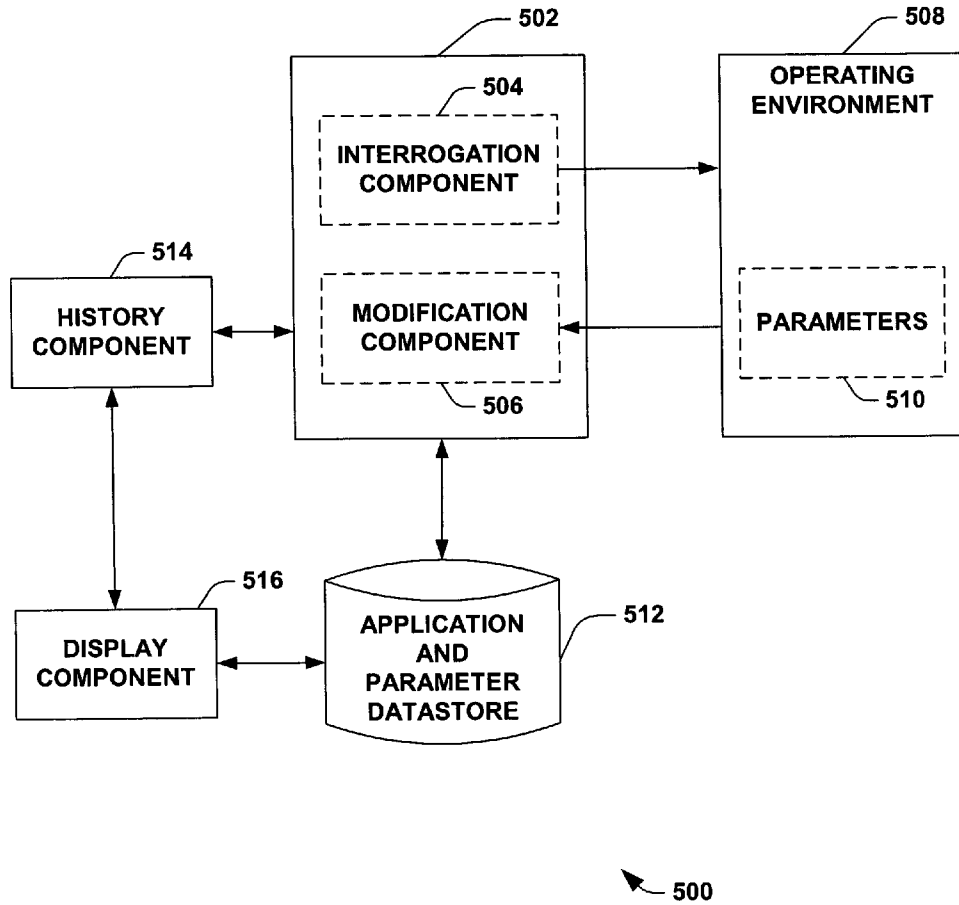 502
508
504
INTERROGATION
COMPONENT
OPERATING
ENVIRONMENT
514
HISTORY
COMPONENT
MODIFICATION
COMPONENT
506
PARAMETERS
510
516
DISPLAY
COMPONENT
512
APPLICATION
AND
PARAMETER
DATASTORE
500